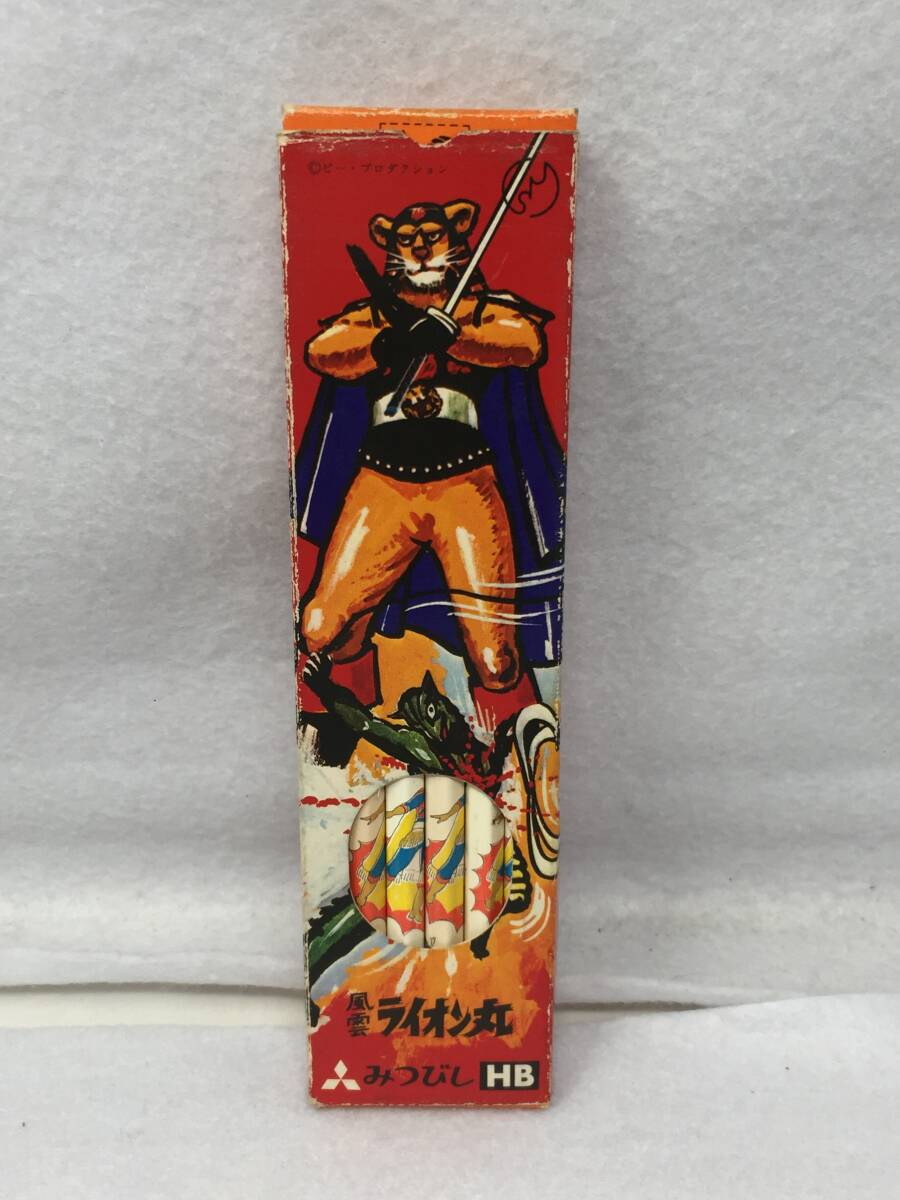 ©ピー・プロダクション
風雲 ライオン丸
みつびし HB